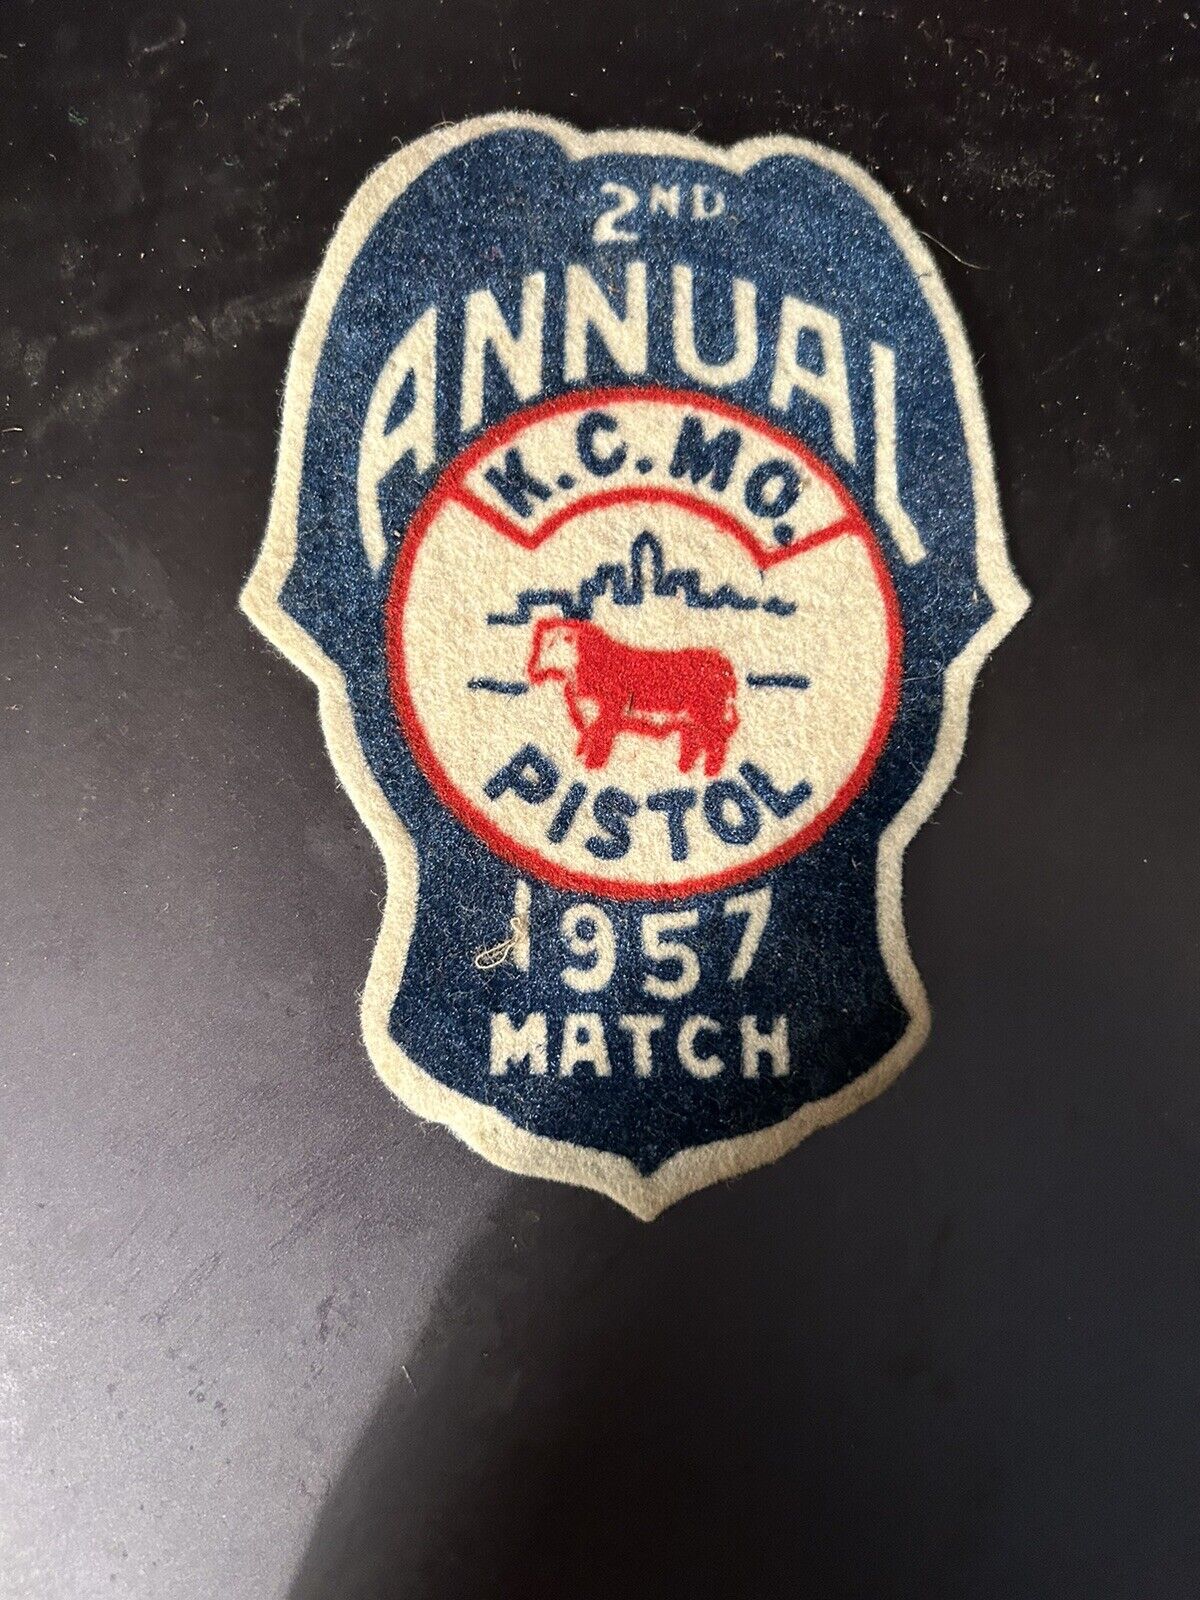 2ND
ANNUAL
K.C.MO.
PISTOL
1957
MATCH